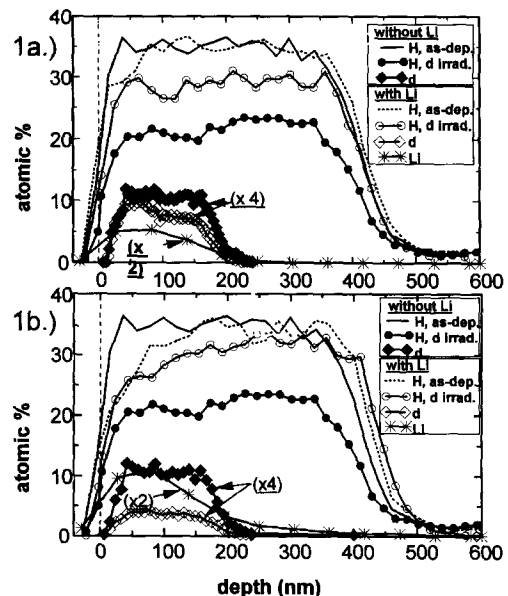 1a.)
40
30
20
10
0
atomic %
without Li
H, as-dep.
H, d irrad.
d
with Li
H, as-dep.
H, d irrad.
d
Li
(x 4)
(x
2)
0 100 200 300 400 500 600
1b.)
40
30
20
10
0
atomic %
without Li
H, as-dep.
H, d irrad.
d
with Li
H, as-dep.
H, d irrad.
d
Li
(x2)
(x4)
0 100 200 300 400 500 600
depth (nm)